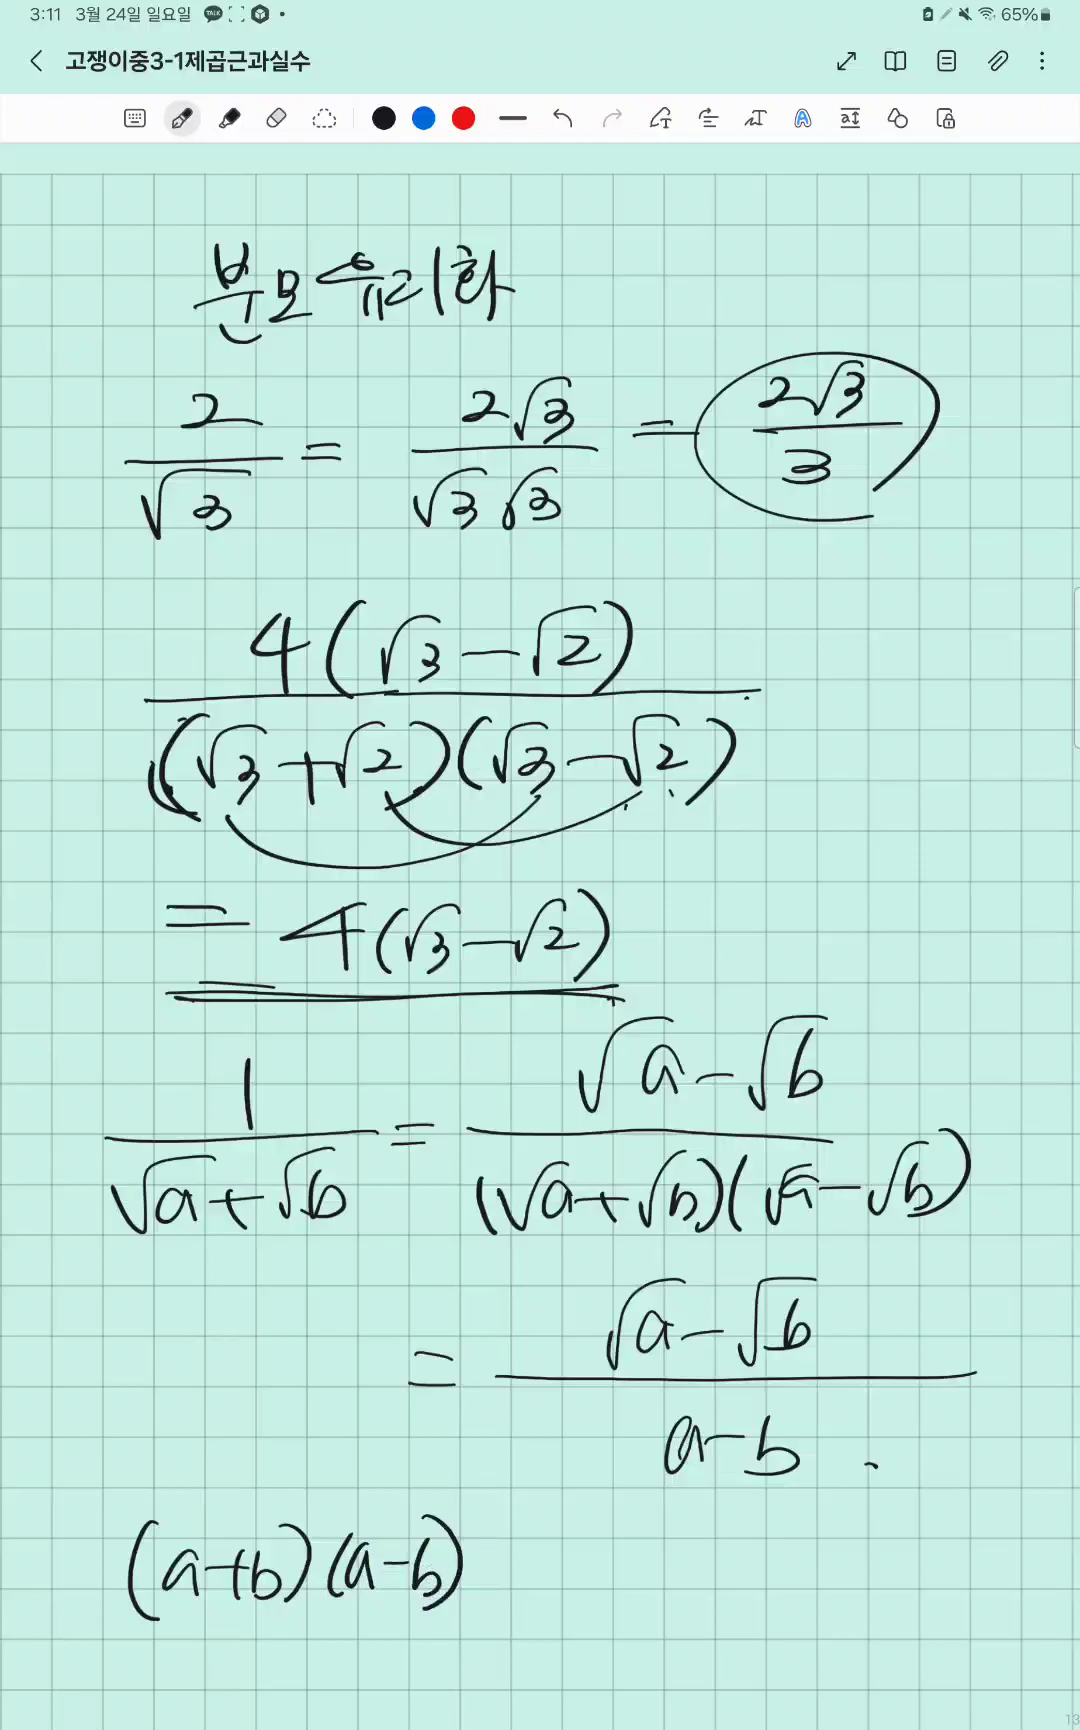 3:11 3월 24일 일요일 TALK 65%
고쟁이중3-1제곱근과실수
분모 유리화
2/√3 = 2√3/√3√3 = 2√3/3
4(√3-√2)/(√3+√2)(√3-√2)
= 4(√3-√2)
1/√a+√b = √a-√b/(√a+√b)(√a-√b)
= √a-√b/a-b .
(a+b)(a-b)
13